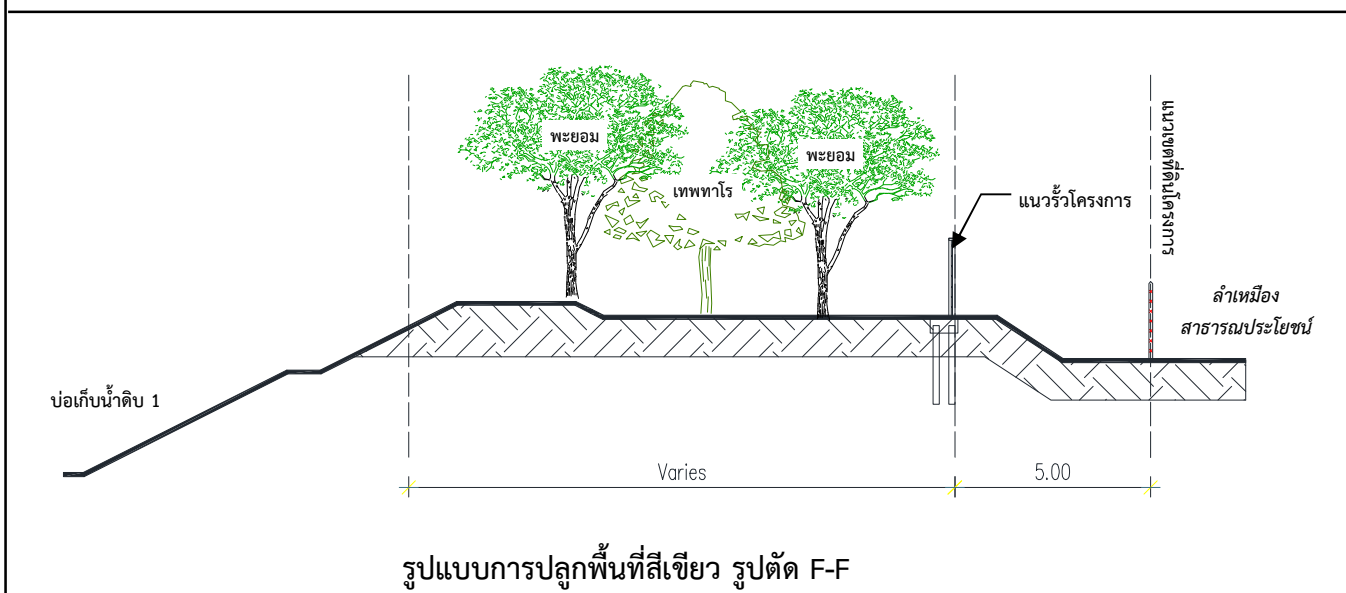 พะยอม
พะยอม
เทพทาโร
แนวรั้วโครงการ
แนวเขตที่ดินโครงการ
ลำเหมือง
สาธารณประโยชน์
บ่อเก็บน้ำดิบ 1
Varies
5.00
รูปแบบการปลูกพื้นที่สีเขียว รูปตัด F-F